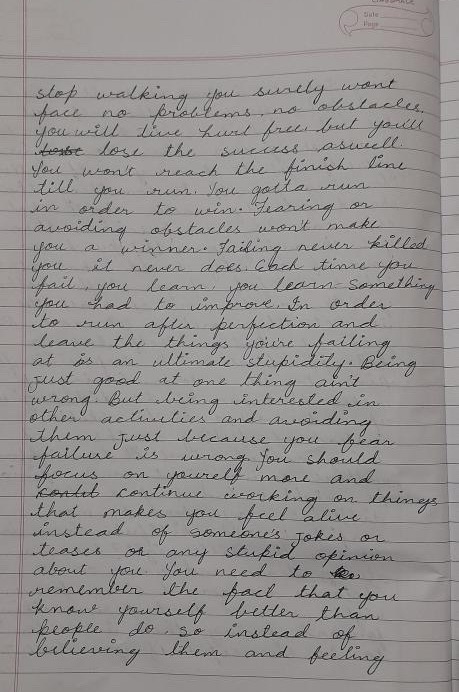 CLASSMATE
Date
Page
stop walking you surely wont
face no problems, no obstacles.
you will live hurt free, but you'll
lose the success aswell.
You won't reach the finish line
till you run. You gotta run
in order to win. Fearing or
avoiding obstacles won't make
you a winner. Failing never killed
you, it never does. Each time you
fail, you learn, you learn something
you had to improve. In order
to run after perfection and
leave the things you're failing
at is an ultimate stupidity. Being
just good at one thing ain't
wrong. But being interested in
other activities and avoiding
them just because you fear
failure is wrong. You should
focus on yourself more and
continue working on things
that makes you feel alive
instead of someone's jokes or
teases or any stupid opinion
about you. You need to
remember the fact that you
know yourself better than
people do. So instead of
believing them and feeling